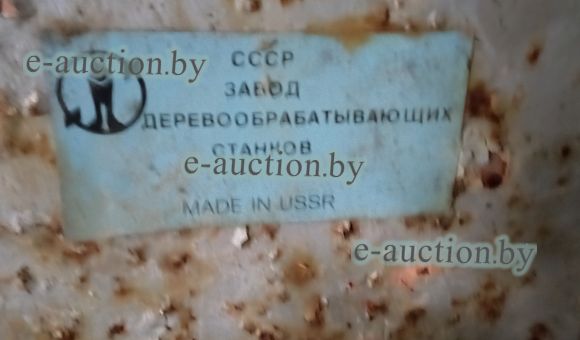 e-auction.by
СССР
ЗАВОД
ДЕРЕВООБРАБАТЫВАЮЩИХ
СТАНКОВ
e-auction.by
MADE IN USSR
e-auction.by